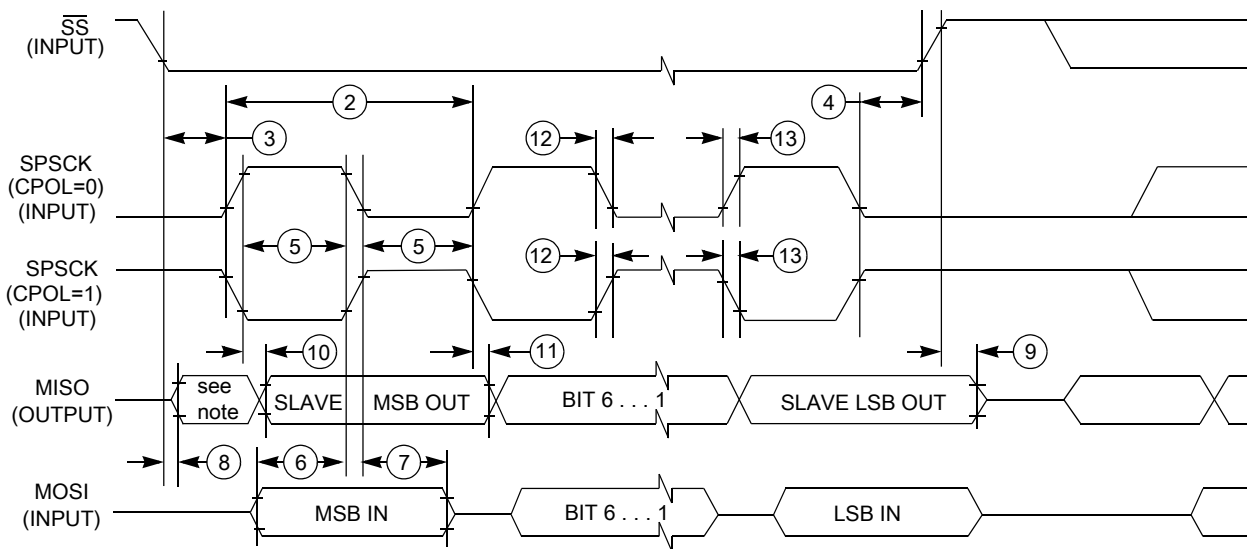 SS
(INPUT)
2
4
3
12
13
SPSCK
(CPOL=0)
(INPUT)
5
5
SPSCK
(CPOL=1)
(INPUT)
12
13
10
11
9
MISO
(OUTPUT)
see
note
SLAVE
MSB OUT
BIT 6 . . . 1
SLAVE LSB OUT
8
6
7
MOSI
(INPUT)
MSB IN
BIT 6 . . . 1
LSB IN